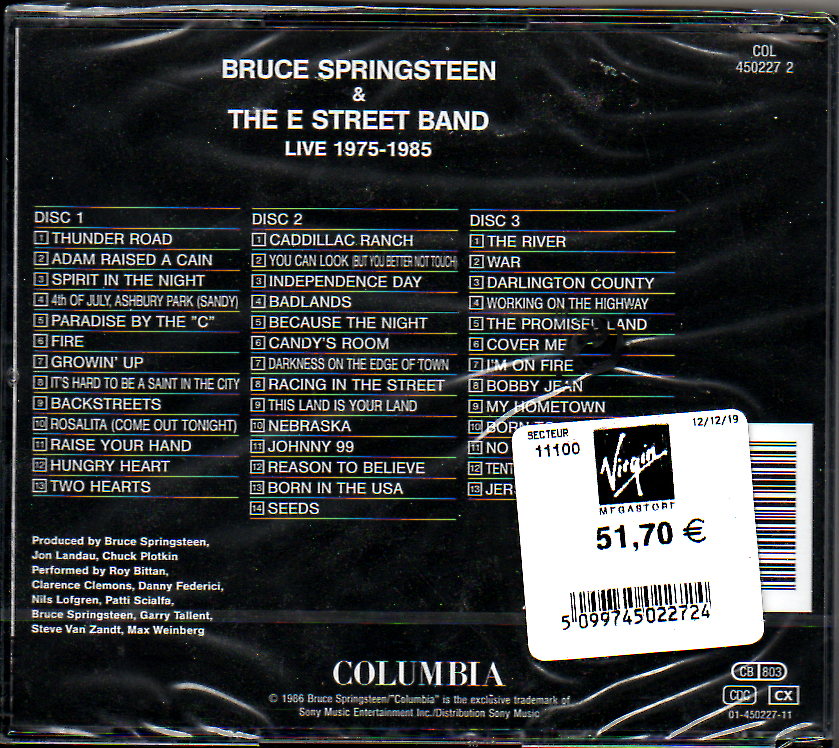 COL
450227 2
BRUCE SPRINGSTEEN
&
THE E STREET BAND
LIVE 1975-1985
DISC 1
1 THUNDER ROAD
2 ADAM RAISED A CAIN
3 SPIRIT IN THE NIGHT
4 4th OF JULY, ASHBURY PARK (SANDY)
5 PARADISE BY THE "C"
6 FIRE
7 GROWIN' UP
8 IT'S HARD TO BE A SAINT IN THE CITY
9 BACKSTREETS
10 ROSALITA (COME OUT TONIGHT)
11 RAISE YOUR HAND
12 HUNGRY HEART
13 TWO HEARTS
DISC 2
1 CADDILLAC RANCH
2 YOU CAN LOOK (BUT YOU BETTER NOT TOUCH)
3 INDEPENDENCE DAY
4 BADLANDS
5 BECAUSE THE NIGHT
6 CANDY'S ROOM
7 DARKNESS ON THE EDGE OF TOWN
8 RACING IN THE STREET
9 THIS LAND IS YOUR LAND
10 NEBRASKA
11 JOHNNY 99
12 REASON TO BELIEVE
13 BORN IN THE USA
14 SEEDS
DISC 3
1 THE RIVER
2 WAR
3 DARLINGTON COUNTY
4 WORKING ON THE HIGHWAY
5 THE PROMISED LAND
6 COVER ME
7 I'M ON FIRE
8 BOBBY JEAN
9 MY HOMETOWN
10 BORN
11 NO
12 TENT
13 JERS
SECTEUR
11100
12/12/19
Virgin
MEGASTORE
51,70 €
5 099745 022724
Produced by Bruce Springsteen,
Jon Landau, Chuck Plotkin
Performed by Roy Bittan,
Clarence Clemons, Danny Federici,
Nils Lofgren, Patti Scialfa,
Bruce Springsteen, Garry Tallent,
Steve Van Zandt, Max Weinberg
COLUMBIA
© 1986 Bruce Springsteen/"Columbia" is the exclusive trademark of
Sony Music Entertainment Inc./Distribution Sony Music
CB 803
CDC CX
01-450227-11